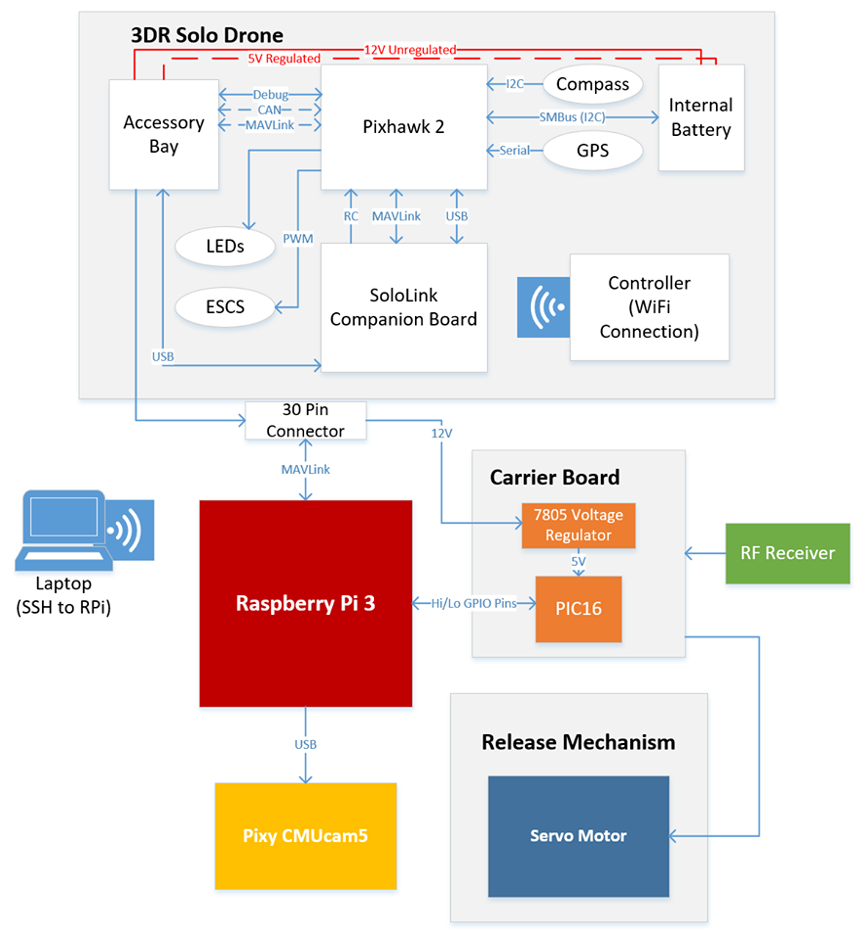 3DR Solo Drone
12V Unregulated
5V Regulated
Accessory
Bay
Debug
CAN
MAVLink
Pixhawk 2
I2C
Compass
SMBus (I2C)
Serial
GPS
Internal
Battery
RC
MAVLink
USB
LEDs
PWM
ESCS
SoloLink
Companion Board
Controller
(WiFi
Connection)
USB
30 Pin
Connector
12V
MAVLink
Carrier Board
7805 Voltage
Regulator
5V
PIC16
RF Receiver
Laptop
(SSH to RPi)
Raspberry Pi 3
Hi/Lo GPIO Pins
USB
Pixy CMUcam5
Release Mechanism
Servo Motor